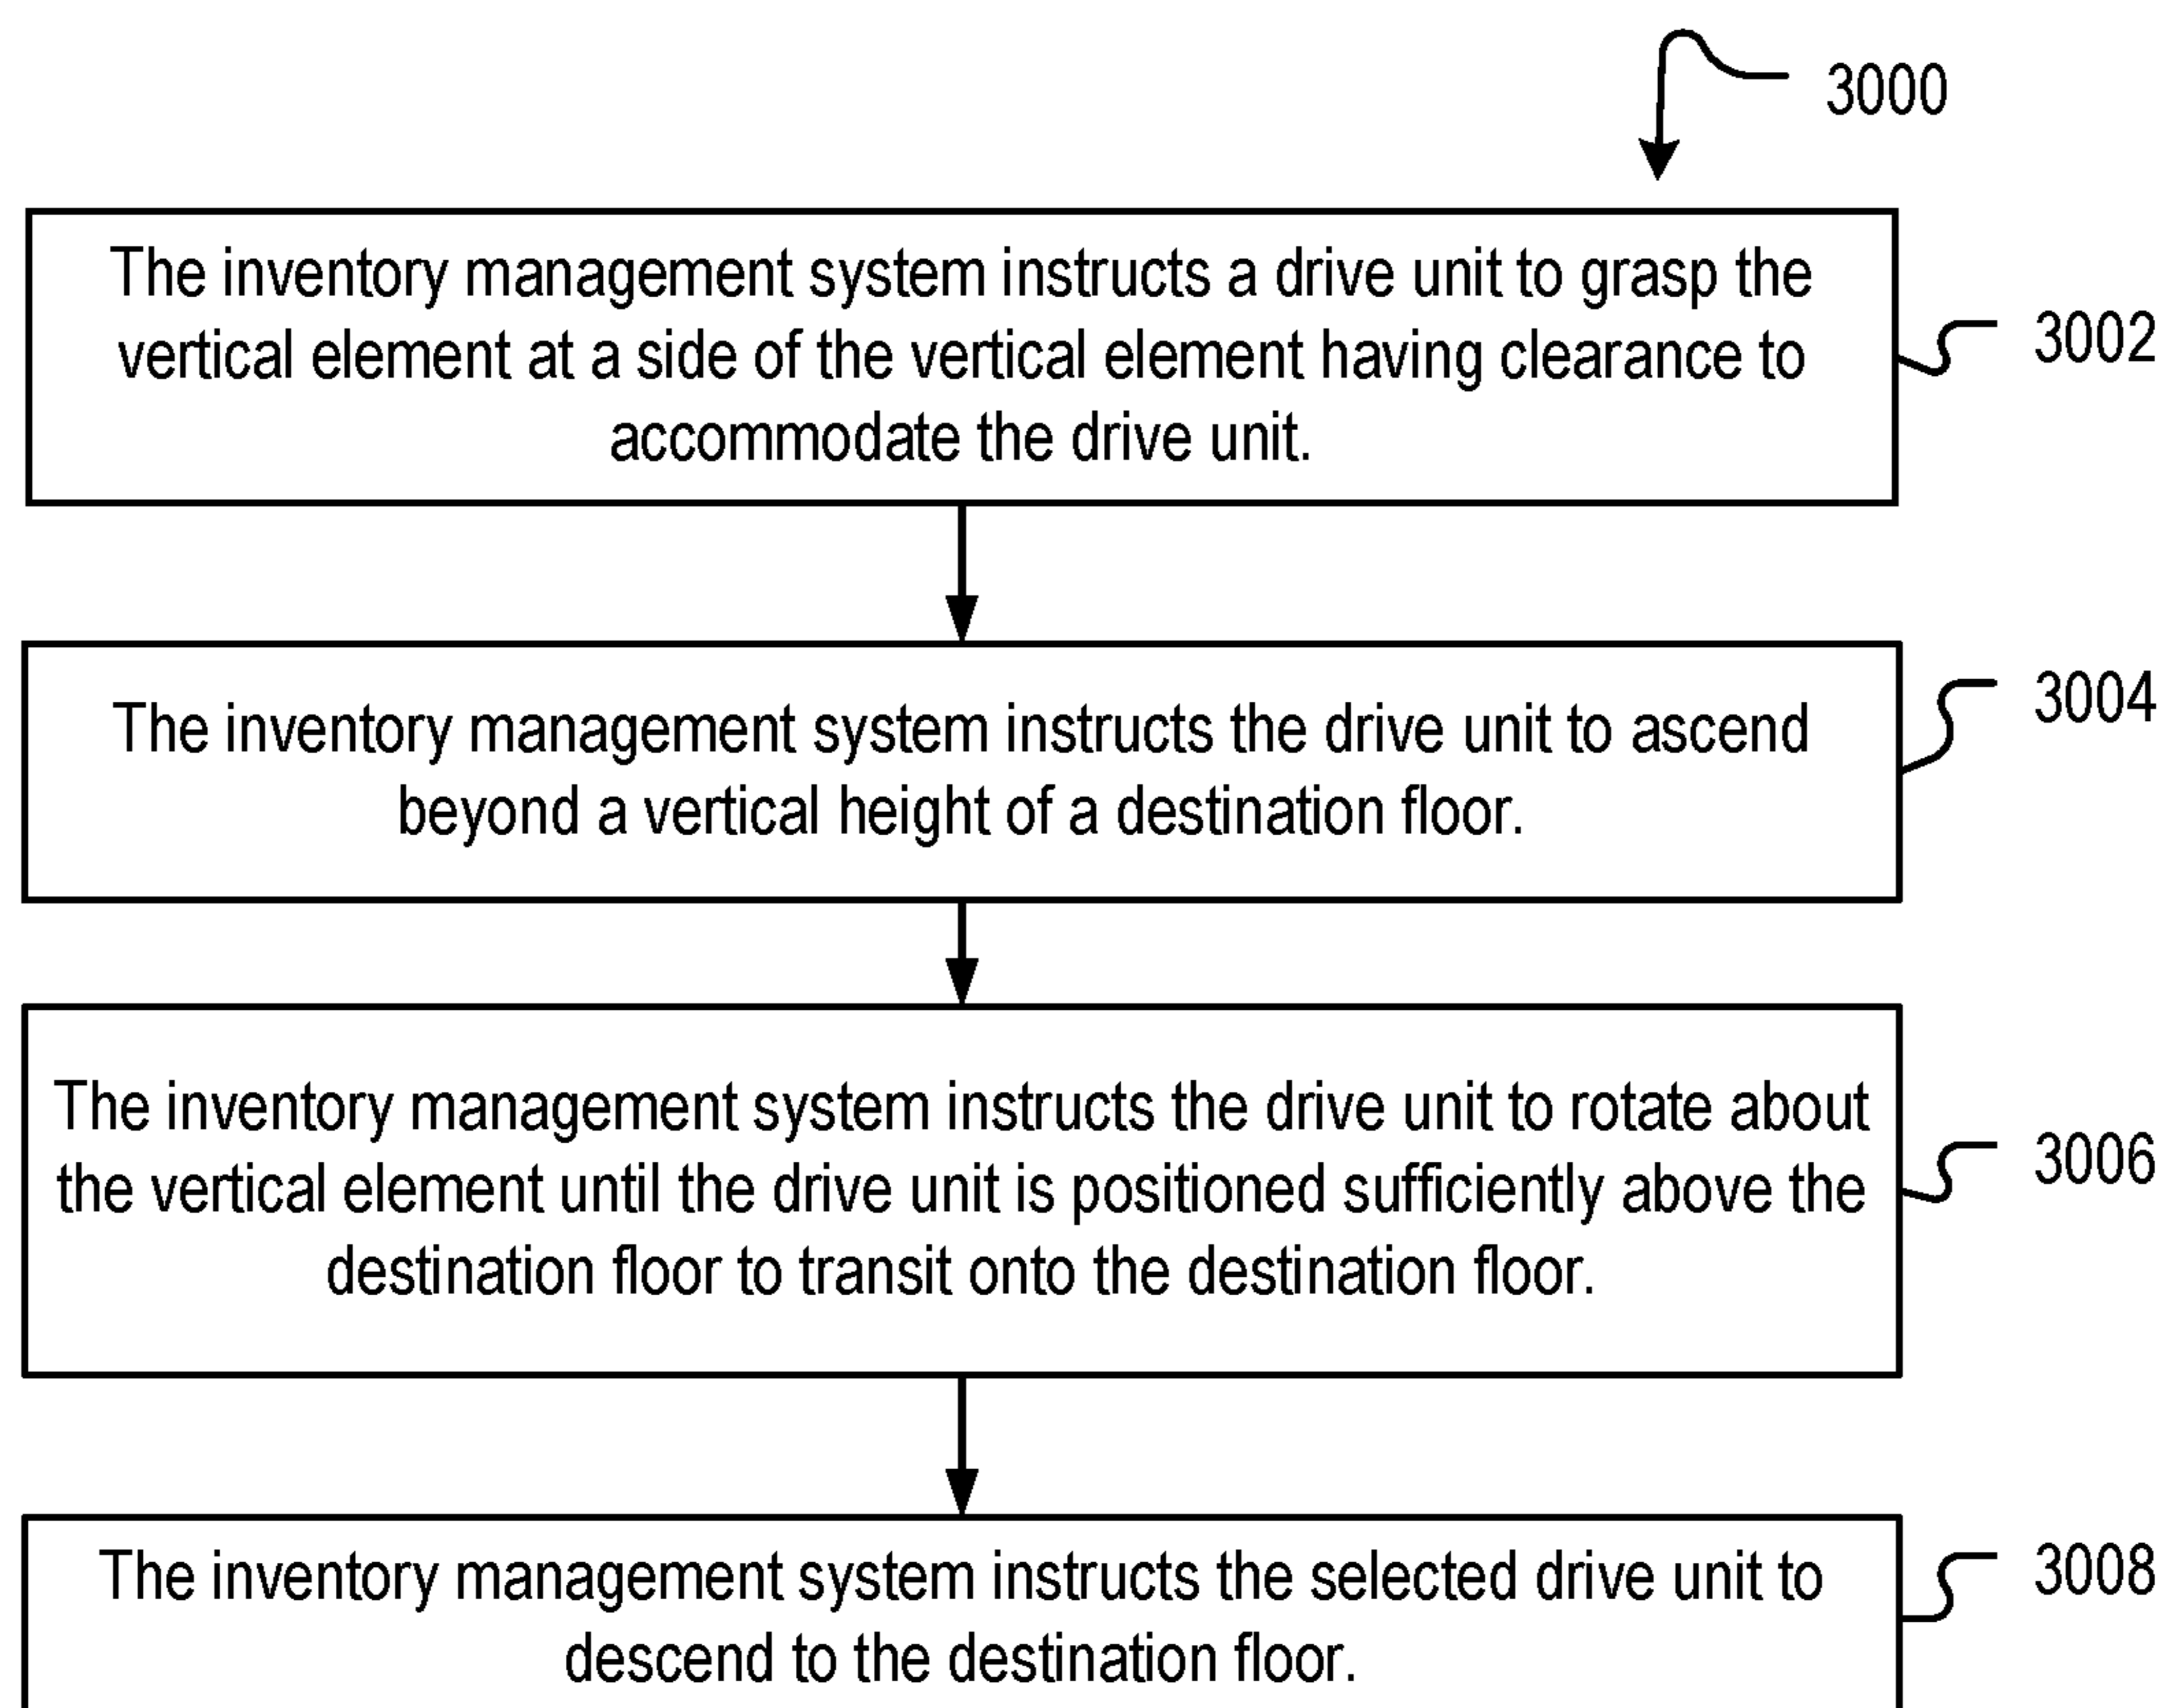 3000
The inventory management system instructs a drive unit to grasp the
vertical element at a side of the vertical element having clearance to
accommodate the drive unit.
3002
The inventory management system instructs the drive unit to ascend
beyond a vertical height of a destination floor.
3004
The inventory management system instructs the drive unit to rotate about
the vertical element until the drive unit is positioned sufficiently above the
destination floor to transit onto the destination floor.
3006
The inventory management system instructs the selected drive unit to
descend to the destination floor.
3008